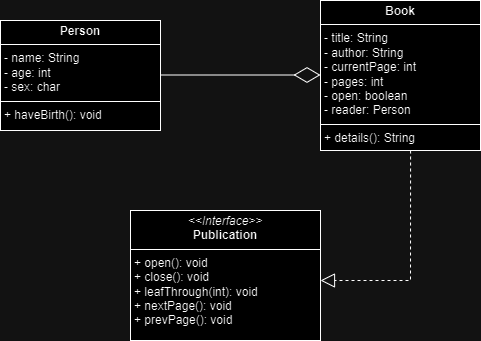 Person
- name: String
- age: int
- sex: char
+ haveBirth(): void
Book
- title: String
- author: String
- currentPage: int
- pages: int
- open: boolean
- reader: Person
+ details(): String
<<Interface>>
Publication
+ open(): void
+ close(): void
+ leafThrough(int): void
+ nextPage(): void
+ prevPage(): void